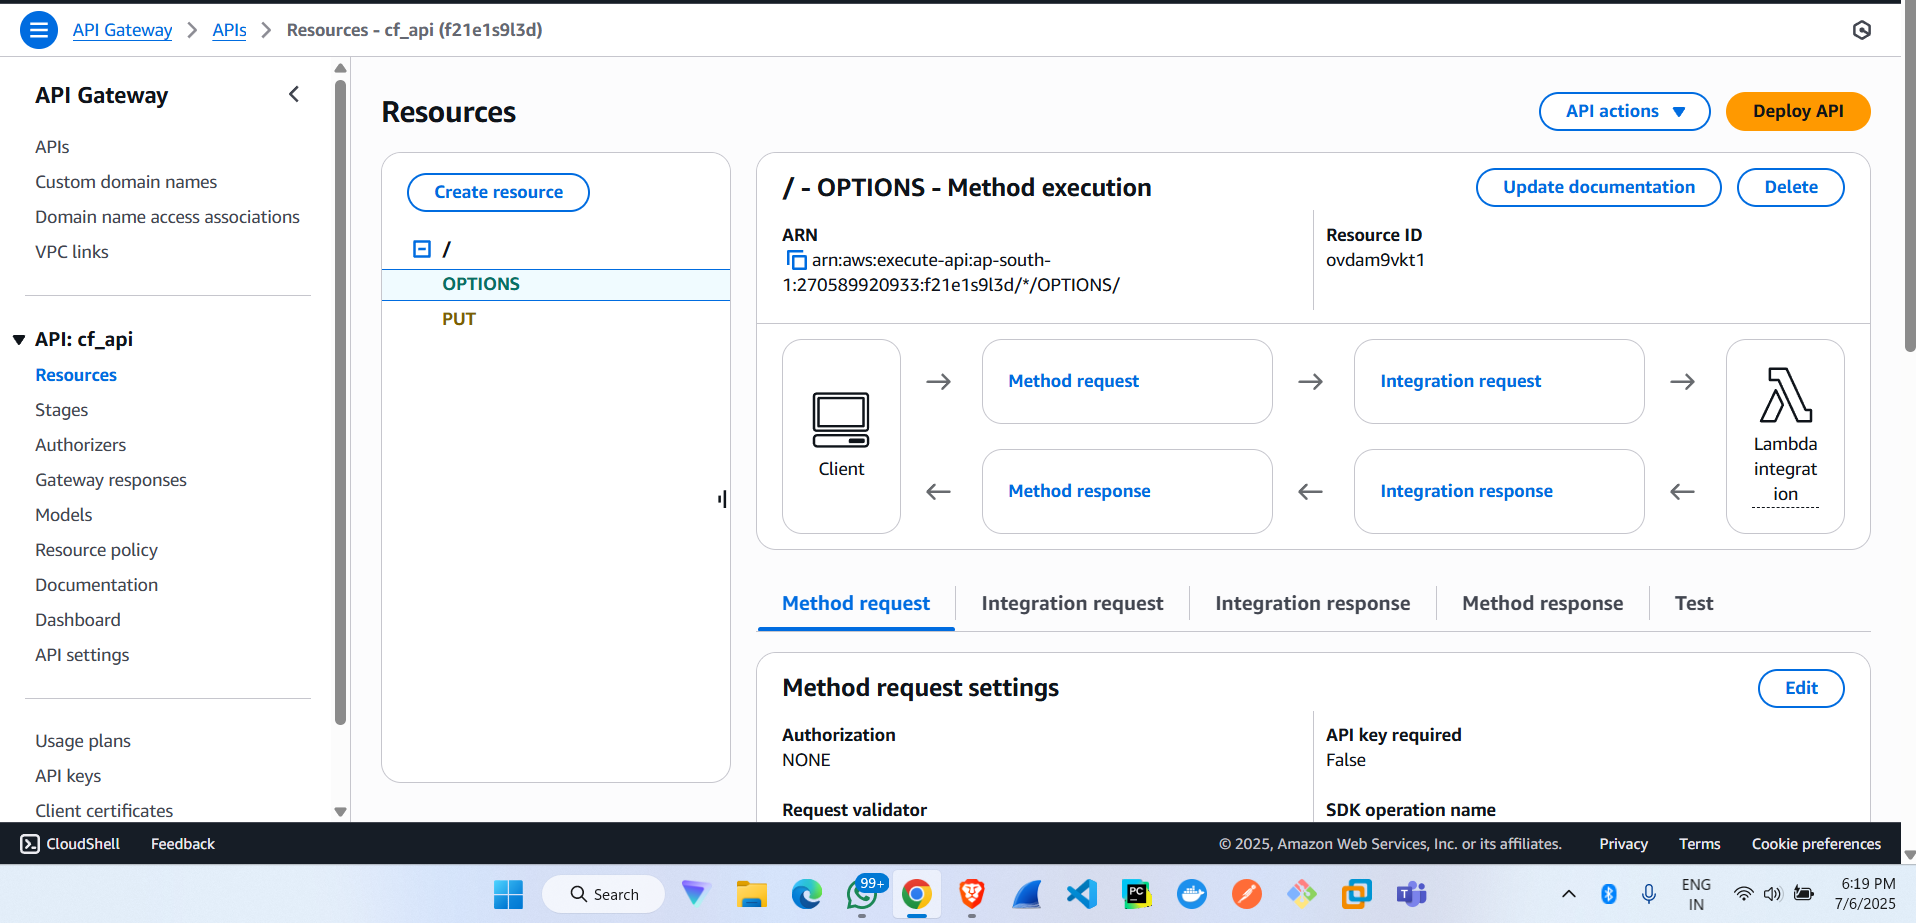 API Gateway > APIs > Resources - cf_api (f21e1s9l3d)
API Gateway
APIs
Custom domain names
Domain name access associations
VPC links
API: cf_api
Resources
Stages
Authorizers
Gateway responses
Models
Resource policy
Documentation
Dashboard
API settings
Usage plans
API keys
Client certificates
Resources
API actions
Deploy API
Create resource
/
OPTIONS
PUT
/ - OPTIONS - Method execution
Update documentation
Delete
ARN
arn:aws:execute-api:ap-south-
1:270589920933:f21e1s9l3d/*/OPTIONS/
Resource ID
ovdam9vkt1
Client
Method request
Integration request
Method response
Integration response
Lambda
integrat
ion
Method request
Integration request
Integration response
Method response
Test
Method request settings
Edit
Authorization
NONE
API key required
False
Request validator
SDK operation name
CloudShell
Feedback
© 2025, Amazon Web Services, Inc. or its affiliates.
Privacy
Terms
Cookie preferences
Search
99+
PC
T
ENG
IN
6:19 PM
7/6/2025